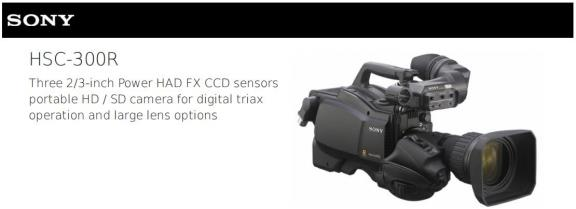 SONY
HSC-300R
Three 2/3-inch Power HAD FX CCD sensors
portable HD / SD camera for digital triax
operation and large lens options
SONY
SONY